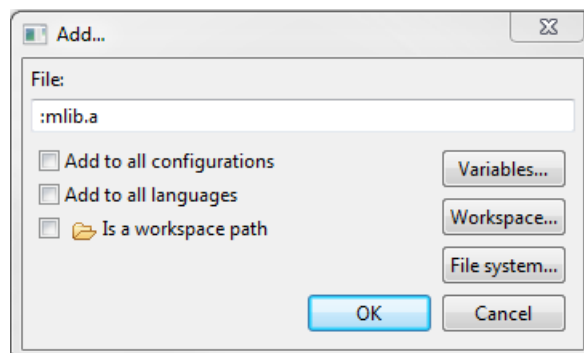 Add...
File:
:mlib.a
Add to all configurations
Variables...
Add to all languages
Workspace...
Is a workspace path
File system...
OK
Cancel